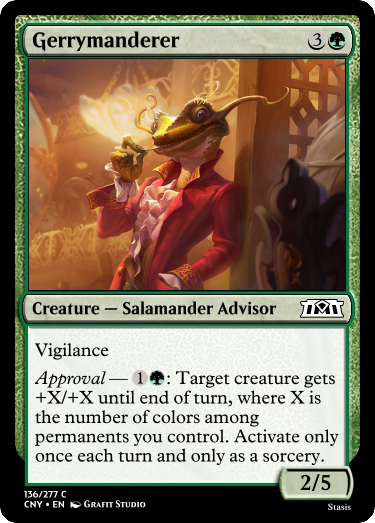 Gerrymanderer 3
Creature — Salamander Advisor
Vigilance
Approval — 1: Target creature gets
+X/+X until end of turn, where X is
the number of colors among
permanents you control. Activate only
once each turn and only as a sorcery.
2/5
136/277 C
CNY • EN Grafit Studio
Stasis